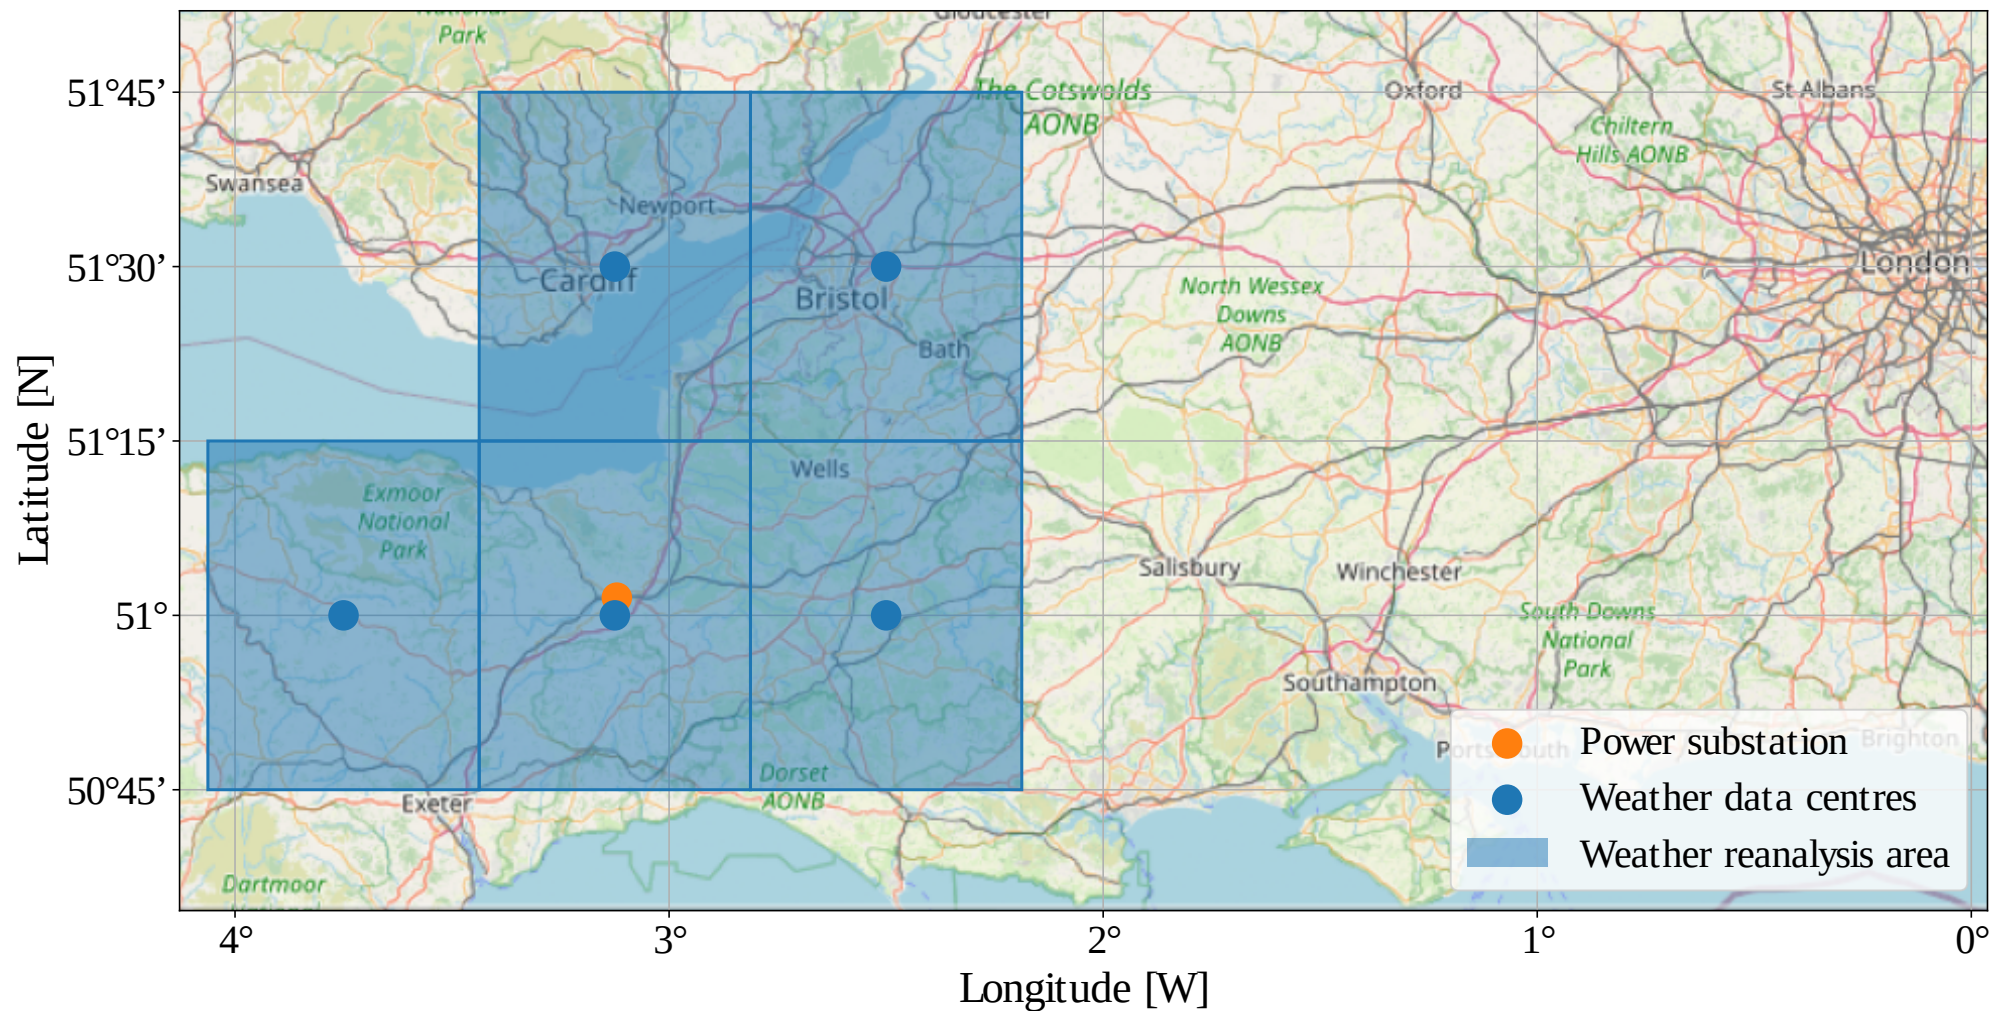 National
Park
Gloucester
51°45’
The Cotswolds
AONB
Oxford
St Albans
Chiltern
Hills AONB
Swansea
Newport
51°30’
Cardiff
Bristol
London
North Wessex
Downs
AONB
Bath
Latitude [N]
51°15’
Wells
Exmoor
National
Park
Salisbury
Winchester
51°
South Downs
National
Park
Southampton
Portsmouth
Brighton
Power substation
50°45’
Dorset
AONB
Exeter
Weather data centres
Weather reanalysis area
Dartmoor
4°
3°
2°
1°
0°
Longitude [W]